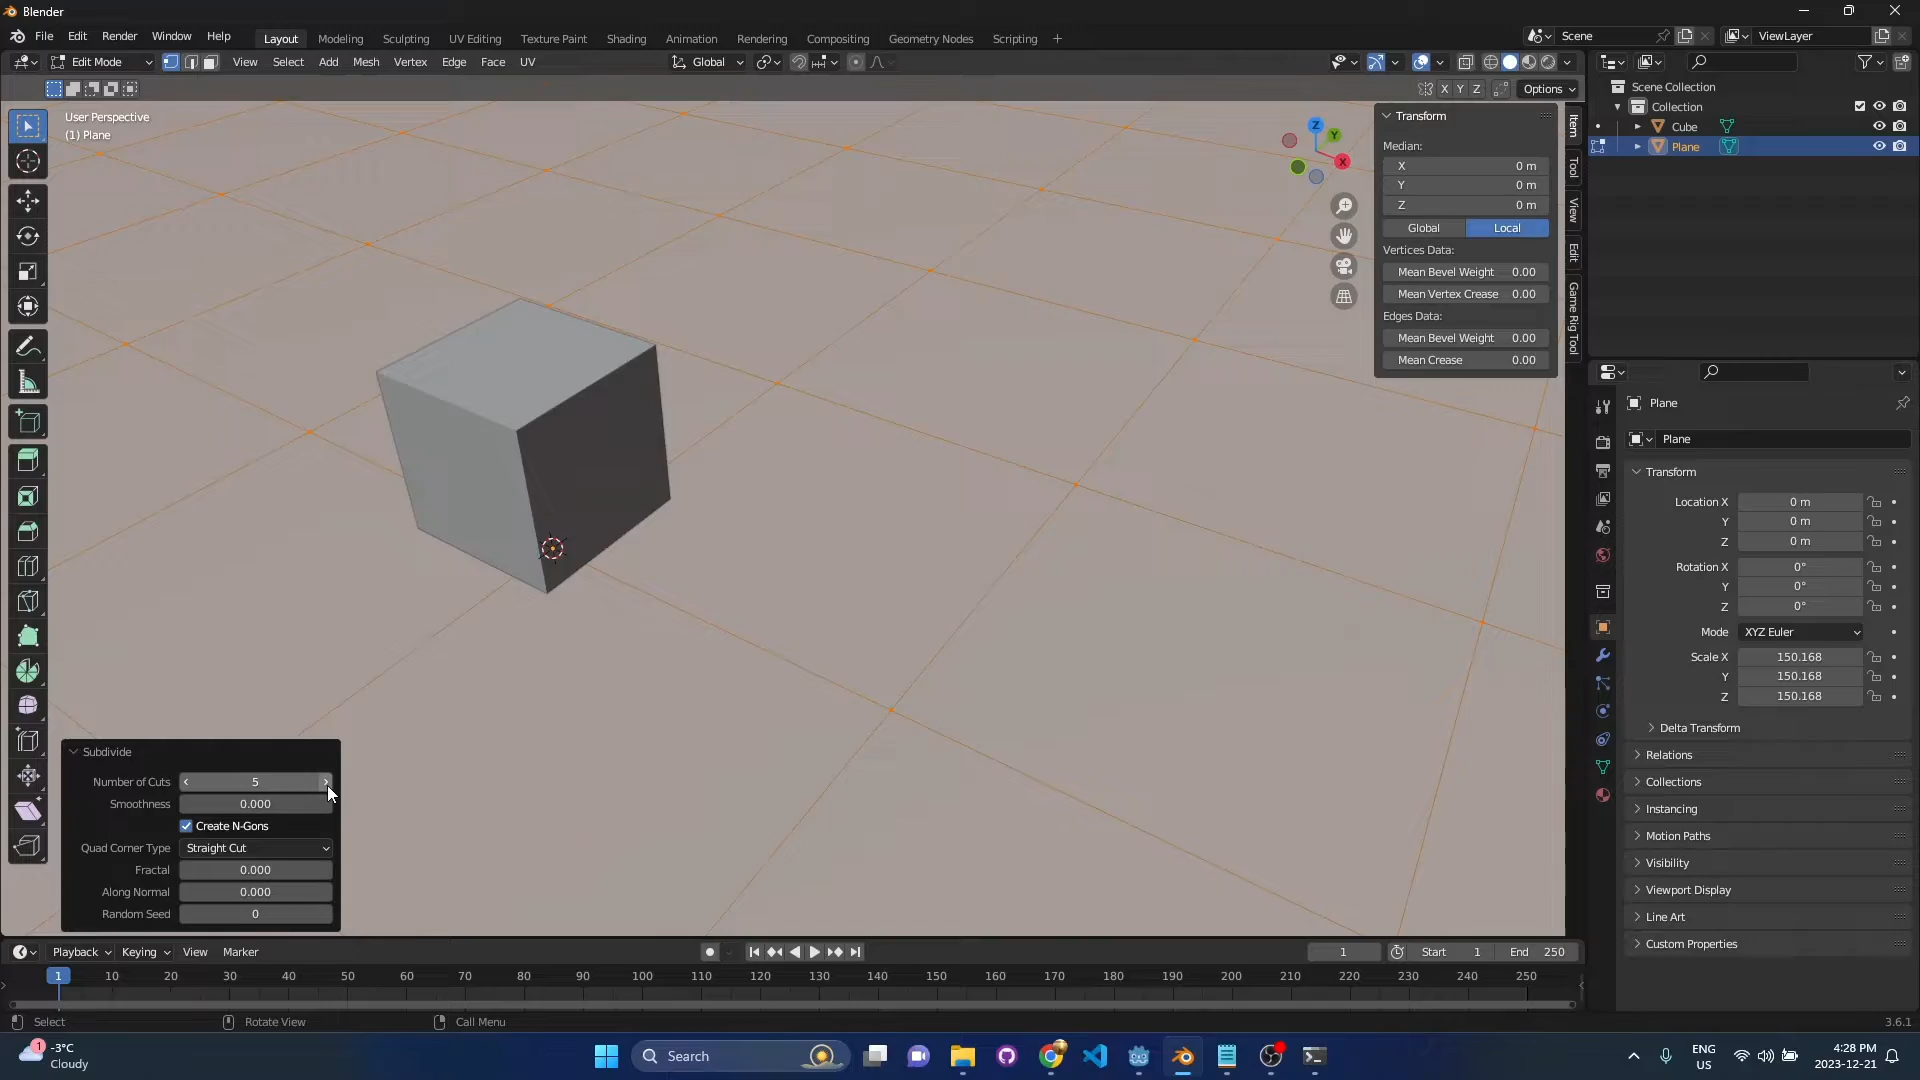 Blender
File Edit Render Window Help
Layout Modeling Sculpting UV Editing Texture Paint Shading Animation Rendering Compositing Geometry Nodes Scripting +
Scene
ViewLayer
Edit Mode View Select Add Mesh Vertex Edge Face UV
Global
X Y Z Options
User Perspective
(1) Plane
Z
Y
X
Transform
Median:
X 0 m
Y 0 m
Z 0 m
Global Local
Vertices Data:
Mean Bevel Weight 0.00
Mean Vertex Crease 0.00
Edges Data:
Mean Bevel Weight 0.00
Mean Crease 0.00
Item
Tool
View
Edit
Game Rig Tool
Scene Collection
Collection
Cube
Plane
Plane
Plane
Transform
Location X 0 m
Y 0 m
Z 0 m
Rotation X 0°
Y 0°
Z 0°
Mode XYZ Euler
Scale X 150.168
Y 150.168
Z 150.168
Delta Transform
Relations
Collections
Instancing
Motion Paths
Visibility
Viewport Display
Line Art
Custom Properties
Subdivide
Number of Cuts 5
Smoothness 0.000
Create N-Gons
Quad Corner Type Straight Cut
Fractal 0.000
Along Normal 0.000
Random Seed 0
Playback Keying View Marker
1 Start 1 End 250
1 10 20 30 40 50 60 70 80 90 100 110 120 130 140 150 160 170 180 190 200 210 220 230 240 250
Select Rotate View Call Menu
3.6.1
1
-3°C
Cloudy
Search
ENG
US
4:28 PM
2023-12-21